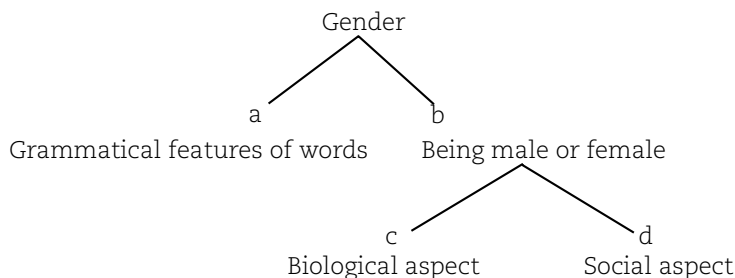 Gender
a b
Grammatical features of words Being male or female
c d
Biological aspect Social aspect